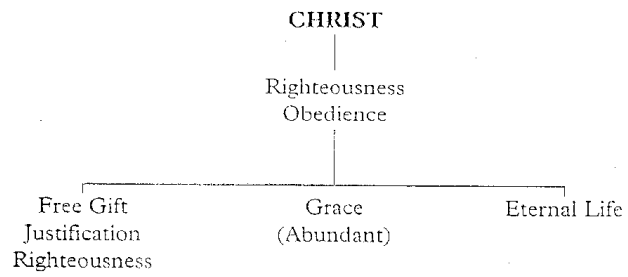 CHRIST
Righteousness
Obedience
Free Gift
Justification
Righteousness
Grace
(Abundant)
Eternal Life